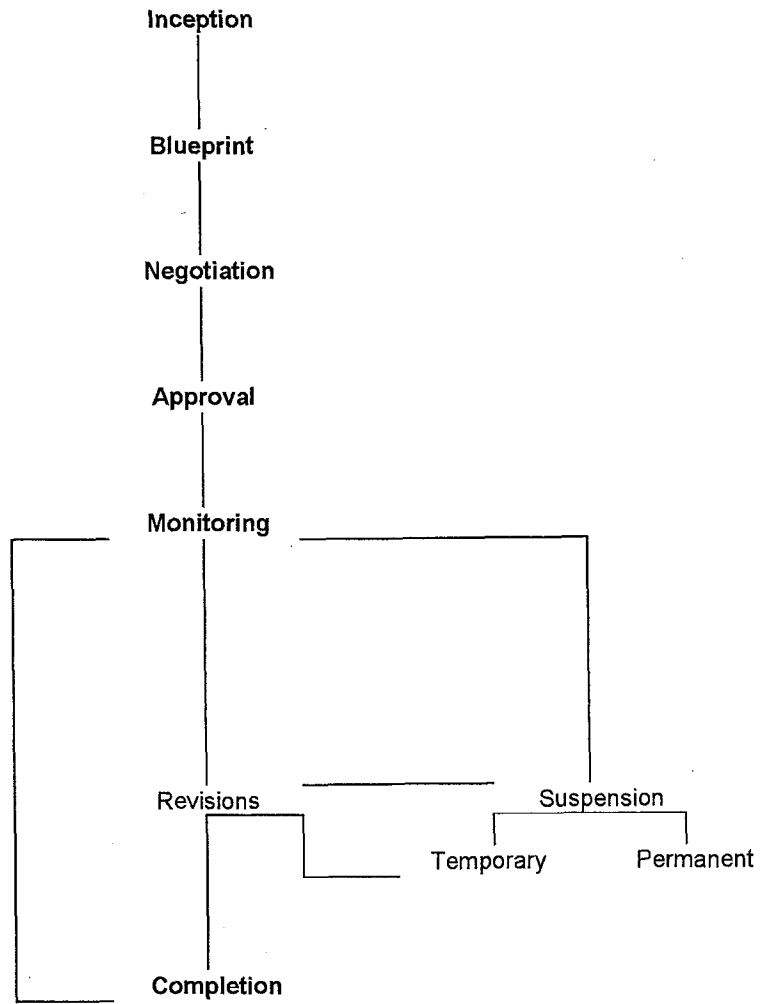 Inception
Blueprint
Negotiation
Approval
Monitoring
Revisions
Suspension
Temporary
Permanent
Completion